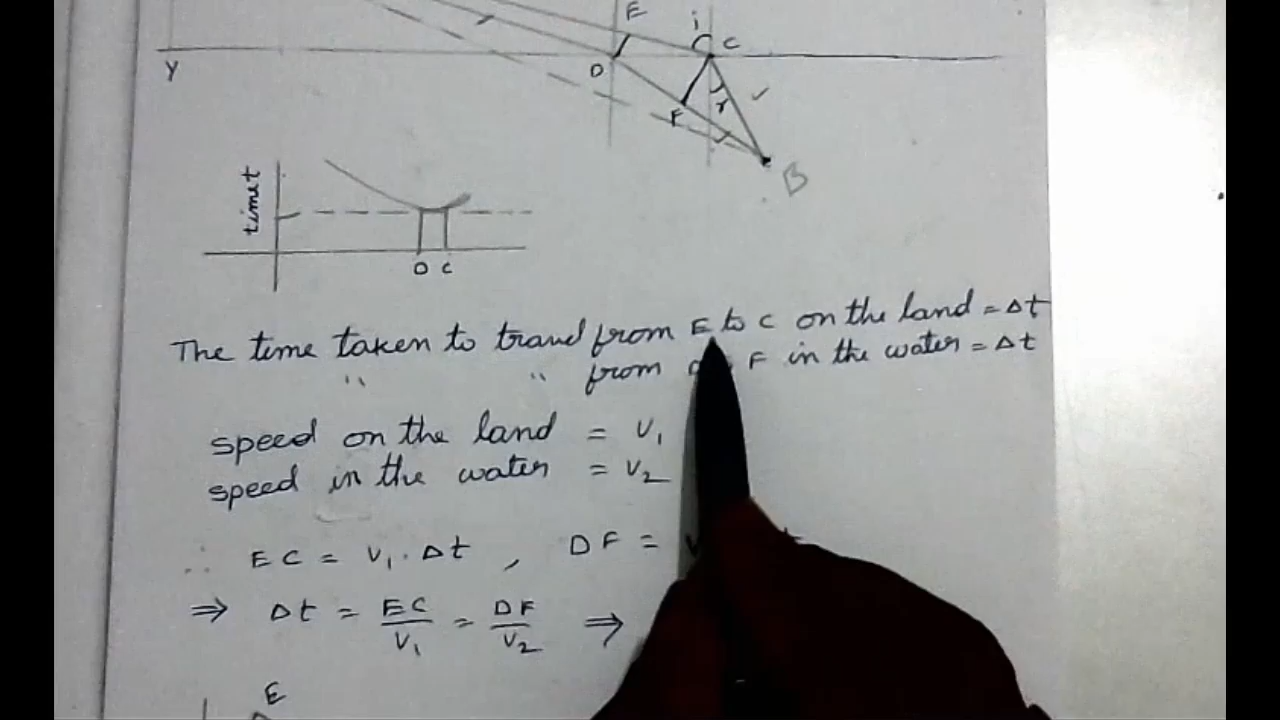 E
i
C
Y
D
F
r
B
time t
D C
The time taken to travel from E to C on the land = Δt
" " from F in the water = Δt
speed on the land = V₁
speed in the water = V₂
∴ EC = V₁ . Δt , DF =
⇒ Δt = EC/V₁ = DF/V₂ ⇒
E